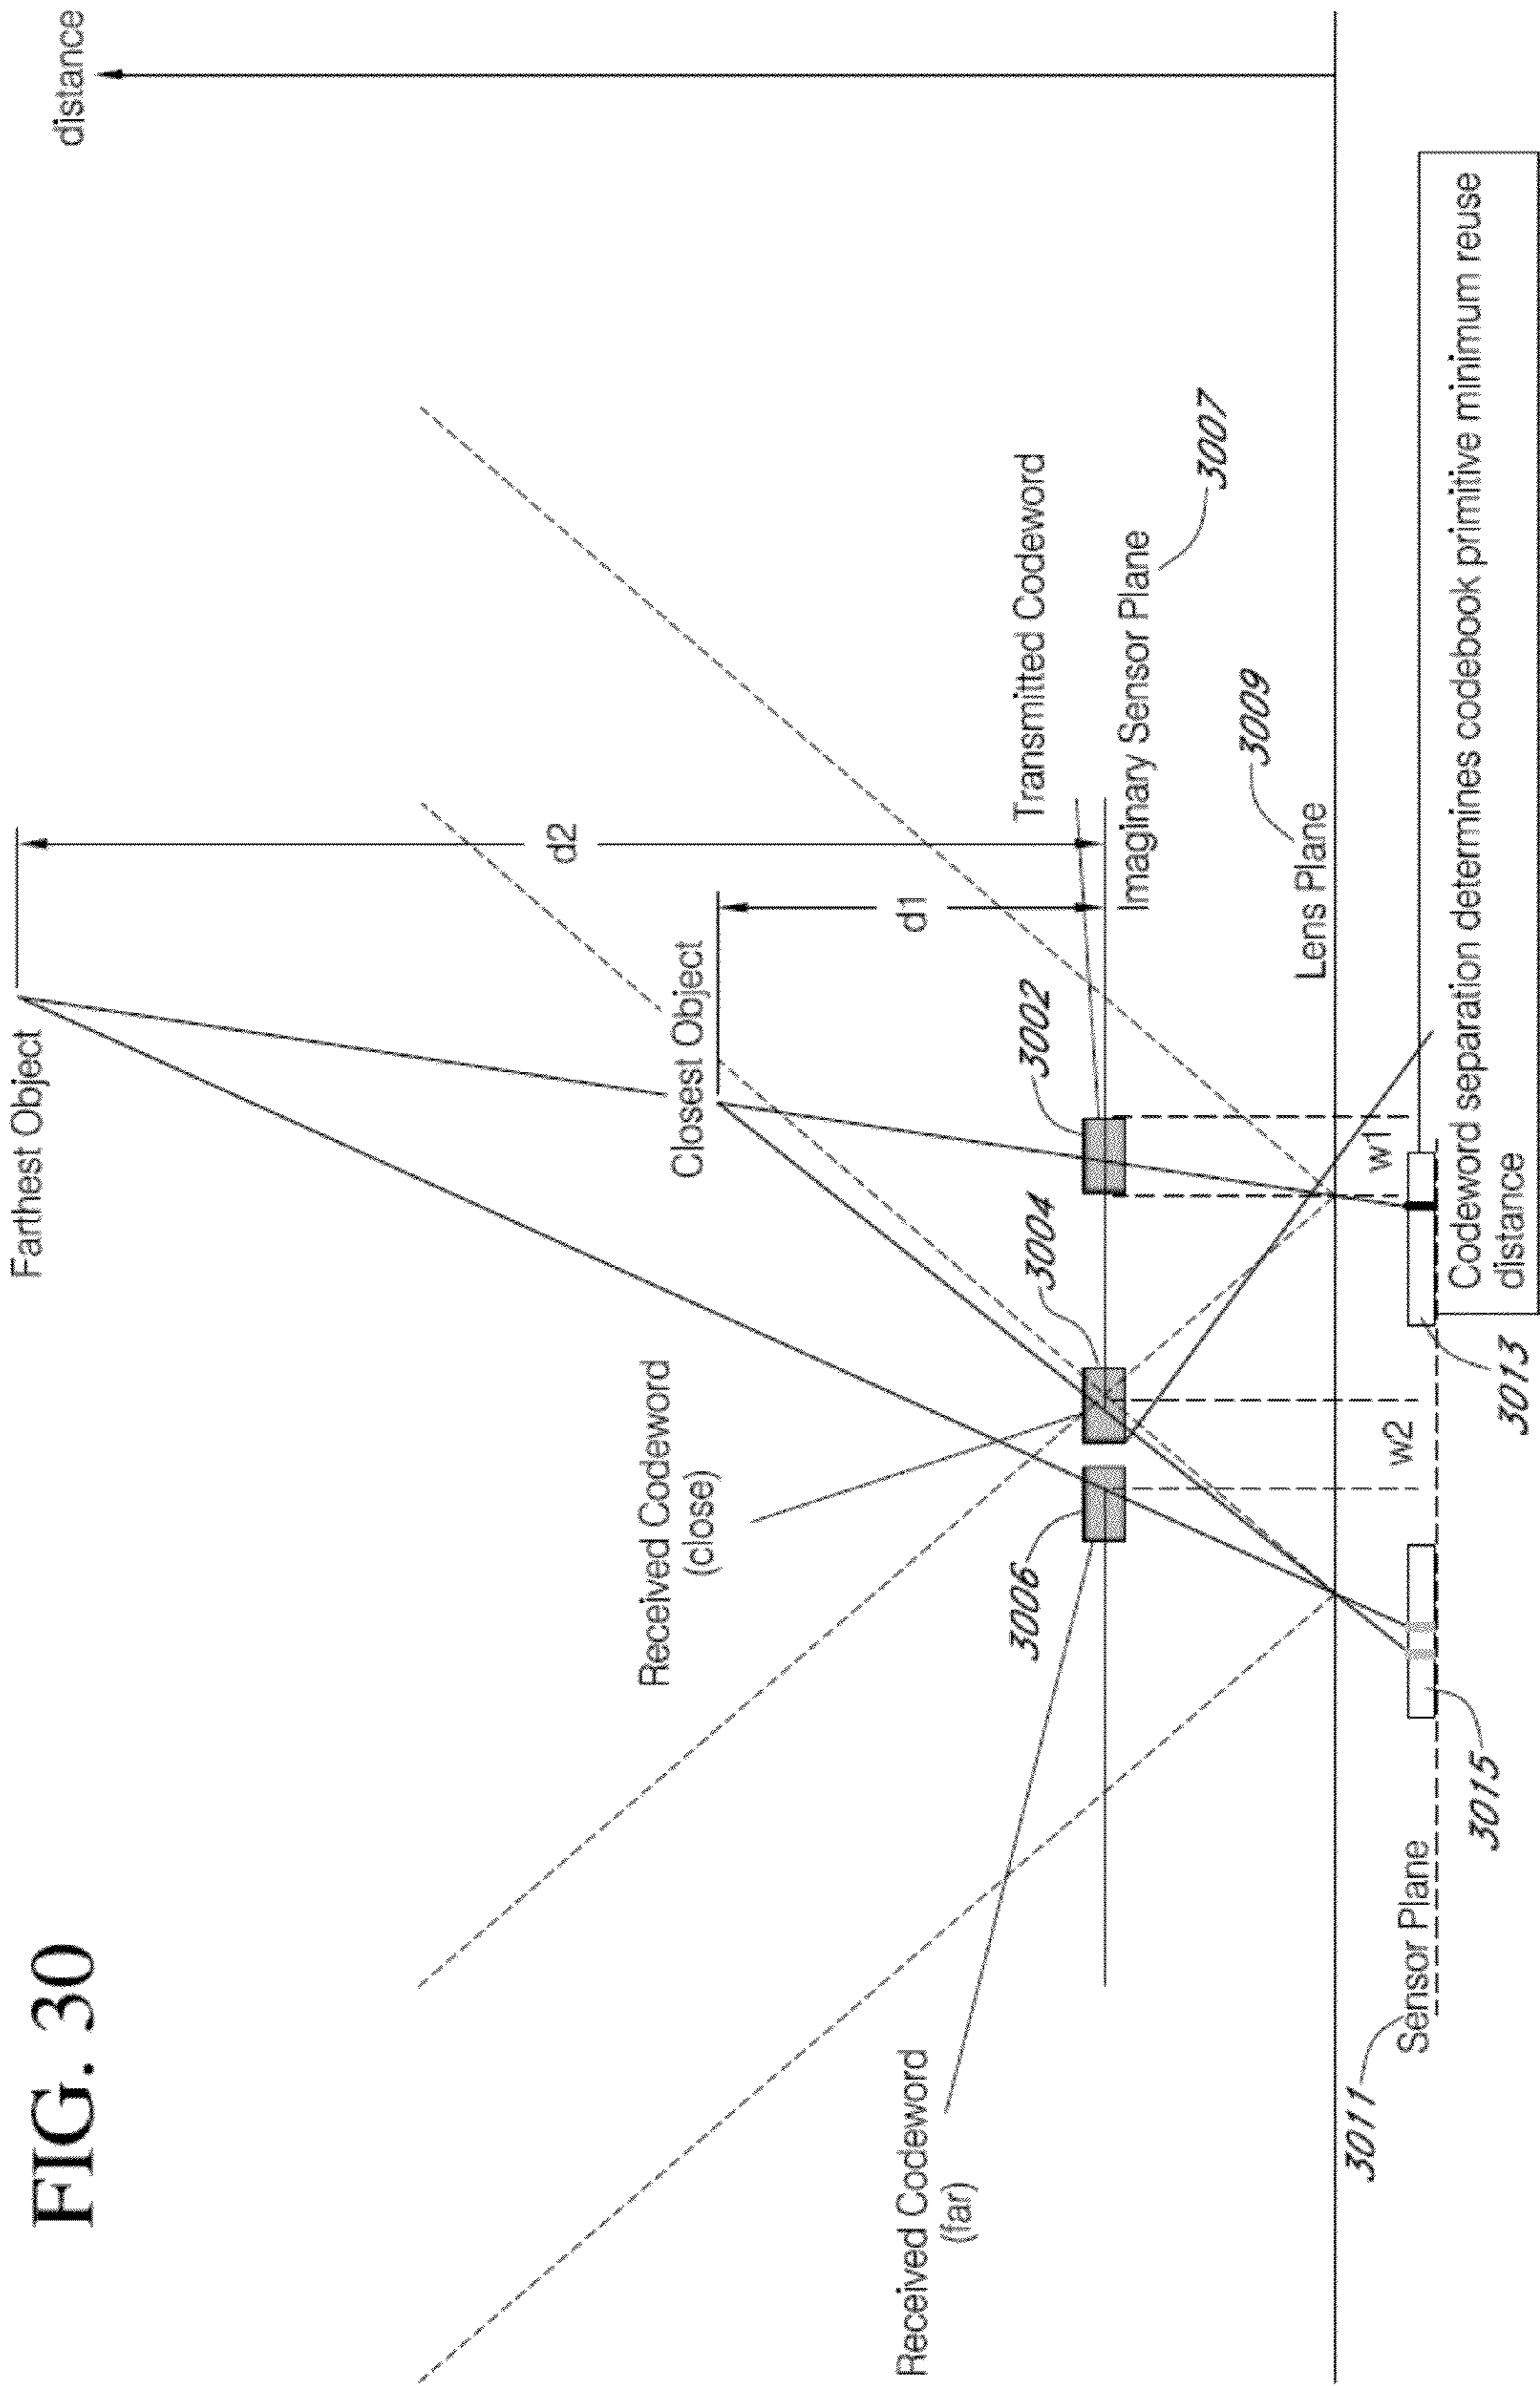 FIG. 30
distance
Farthest Object
d2
Closest Object
d1
Received Codeword
(close)
Received Codeword
(far)
Transmitted Codeword
Imaginary Sensor Plane
3007
3002
3004
3006
3009
Lens Plane
w1
w2
3011
Sensor Plane
3013
3015
Codeword separation determines codebook primitive minimum reuse
distance